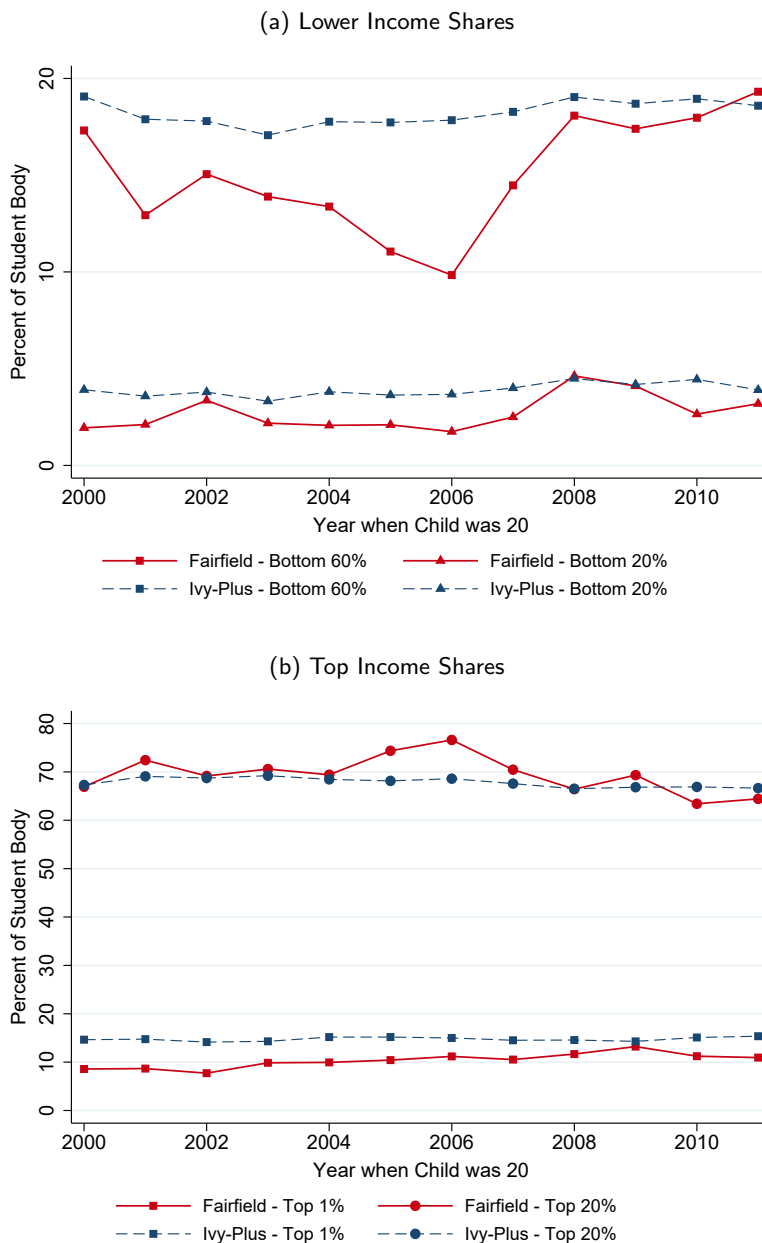 (a) Lower Income Shares
20
10
0
Percent of Student Body
2000 2002 2004 2006 2008 2010
Year when Child was 20
Fairfield - Bottom 60% Fairfield - Bottom 20%
Ivy-Plus - Bottom 60% Ivy-Plus - Bottom 20%
(b) Top Income Shares
80
70
60
50
40
30
20
10
0
Percent of Student Body
2000 2002 2004 2006 2008 2010
Year when Child was 20
Fairfield - Top 1% Fairfield - Top 20%
Ivy-Plus - Top 1% Ivy-Plus - Top 20%